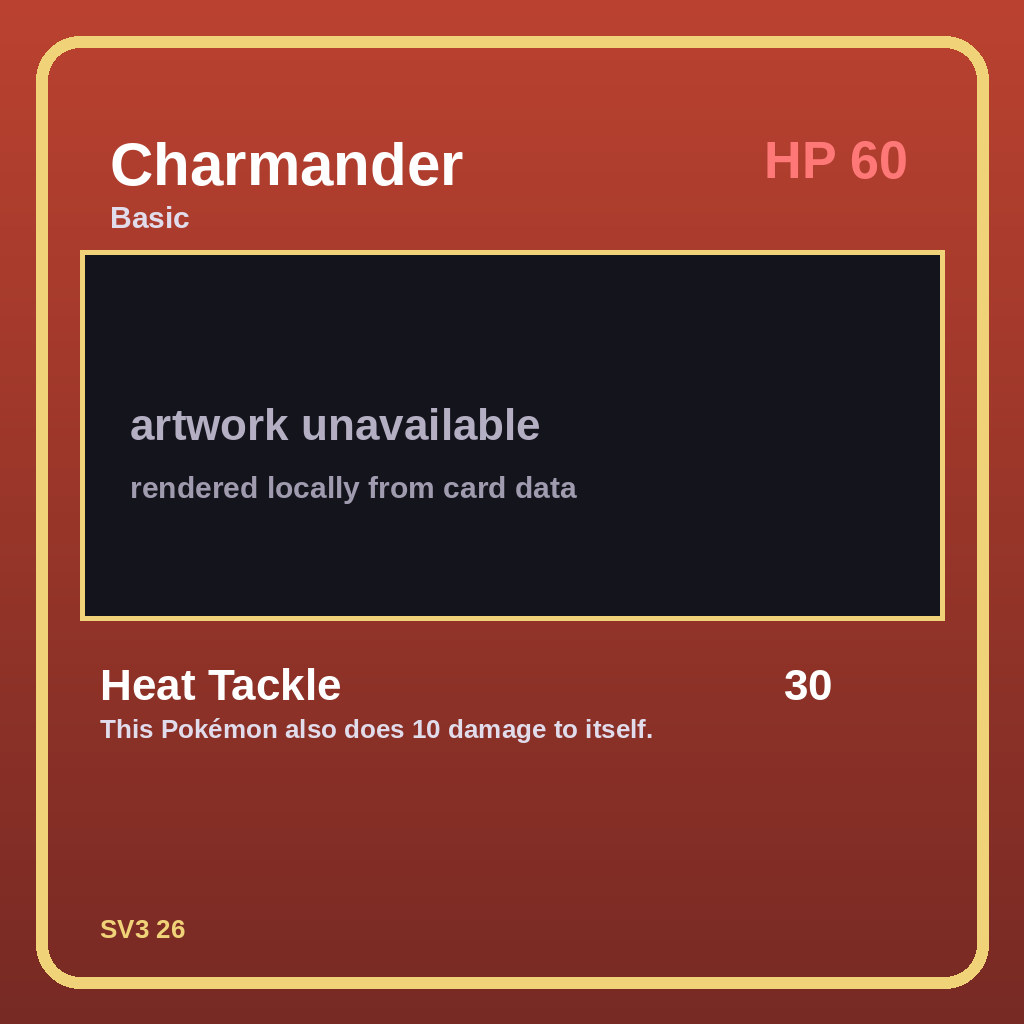 Charmander
HP 60
Basic
artwork unavailable
rendered locally from card data
Heat Tackle
30
This Pokémon also does 10 damage to itself.
SV3 26